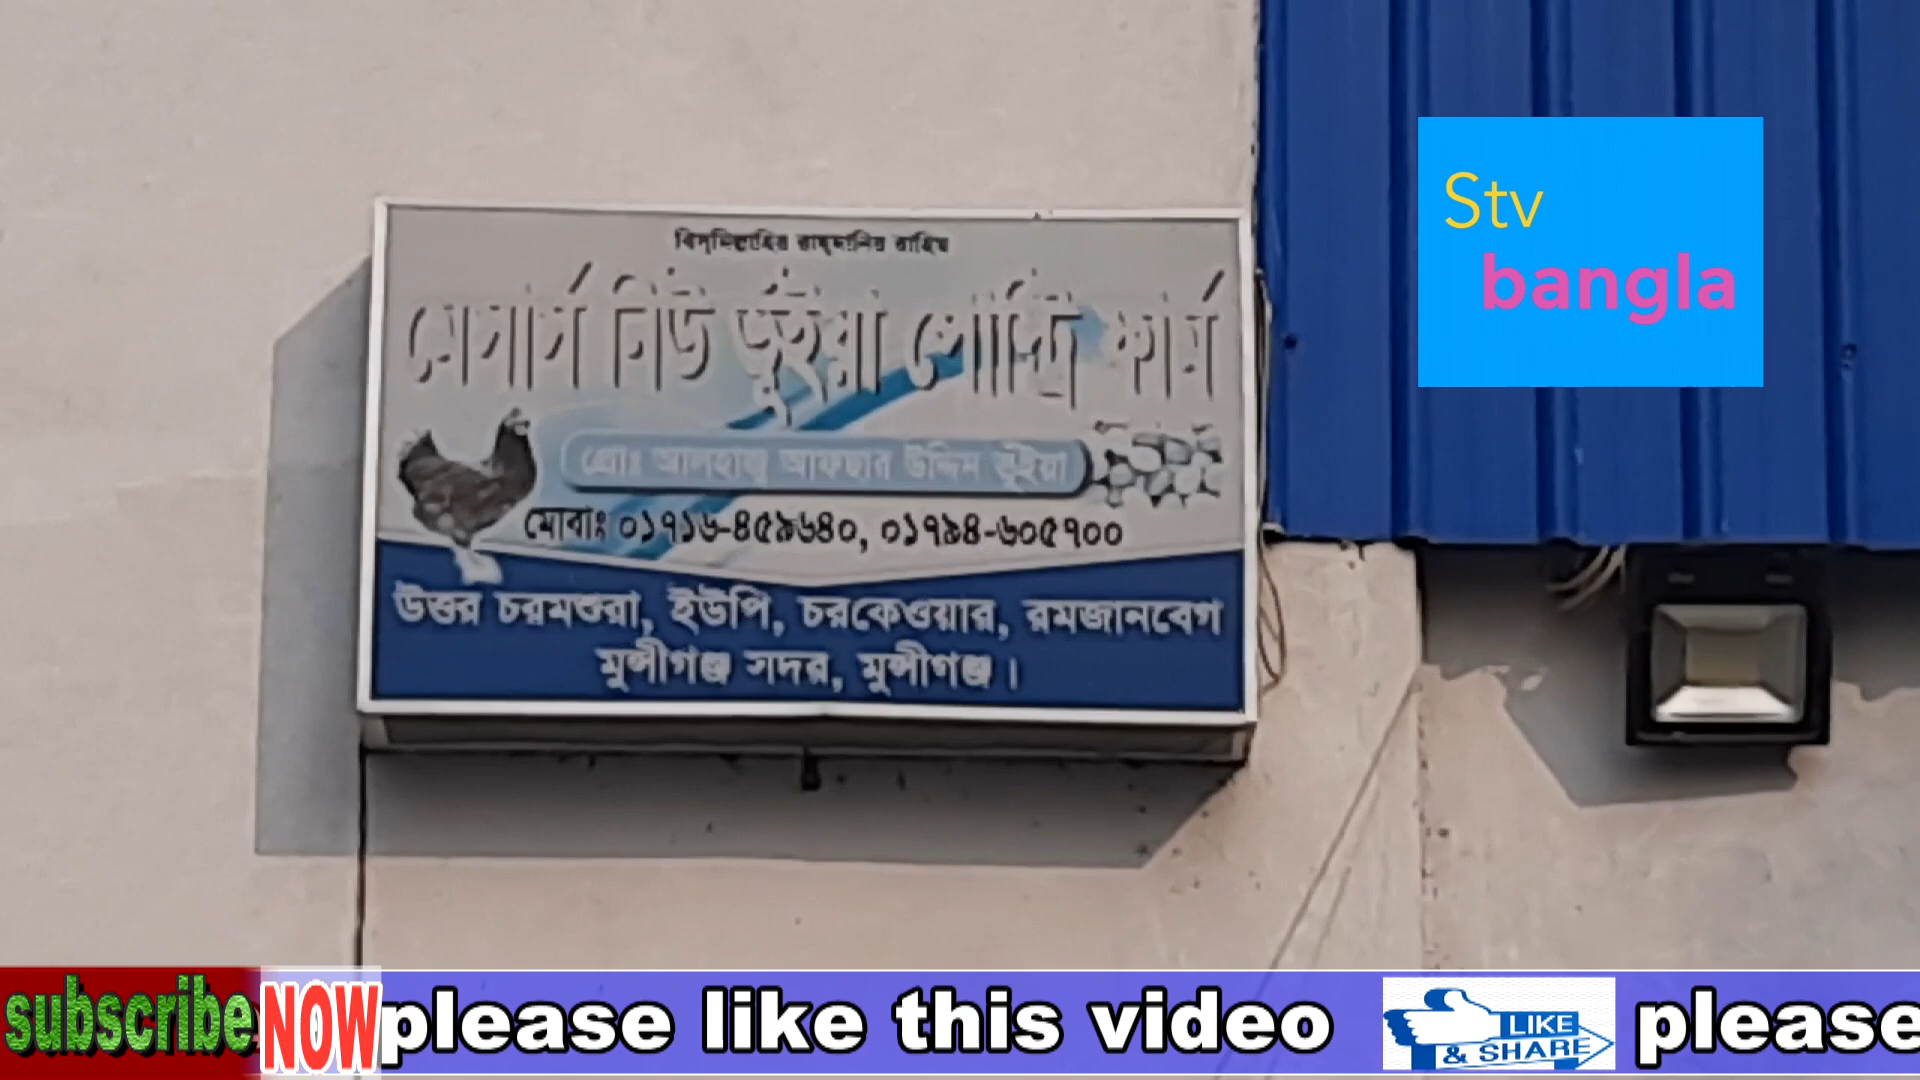 বিসমিল্লাহির রাহমানির রাহিম
মেসার্স নিউ ভূঁইয়া পোল্ট্রি ফার্ম
প্রোঃ আলহাজ্ব আফছার উদ্দিন ভূঁইয়া
মোবাঃ ০১৭১৬-৪৫৯৬৪০, ০১৭৯৪-৬০৫৭০০
উত্তর চরমশুরা, ইউপি, চরকেওয়ার, রমজানবেগ
মুন্সীগঞ্জ সদর, মুন্সীগঞ্জ।
Stv
bangla
subscribe NOW please like this video LIKE & SHARE please